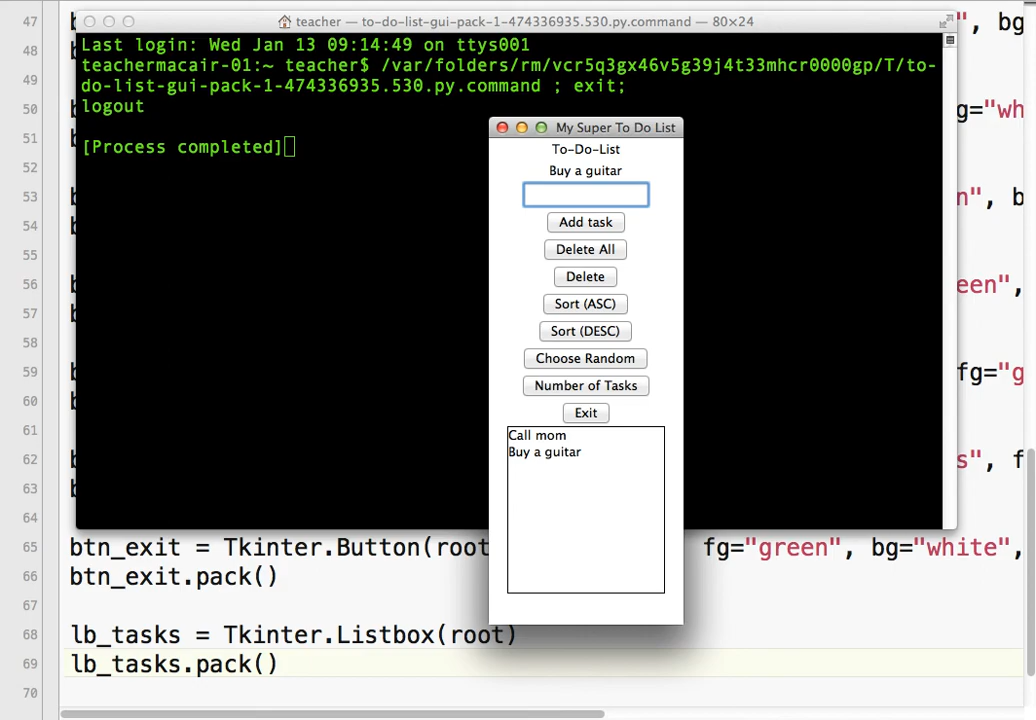 teacher — to-do-list-gui-pack-1-474336935.530.py.command — 80×24
Last login: Wed Jan 13 09:14:49 on ttys001
teachermacair-01:~ teacher$ /var/folders/rm/vcr5q3gx46v5g39j4t33mhcr0000gp/T/to-
do-list-gui-pack-1-474336935.530.py.command ; exit;
logout
[Process completed]
My Super To Do List
To-Do-List
Buy a guitar
Add task
Delete All
Delete
Sort (ASC)
Sort (DESC)
Choose Random
Number of Tasks
Exit
Call mom
Buy a guitar
47 ", bg
48
49
50 g="wh
51
52
53 n", b
54
55
56 een",
57
58
59 fg="g
60
61
62 s", f
63
64
65 btn_exit = Tkinter.Button(root fg="green", bg="white",
66 btn_exit.pack()
67
68 lb_tasks = Tkinter.Listbox(root)
69 lb_tasks.pack()
70